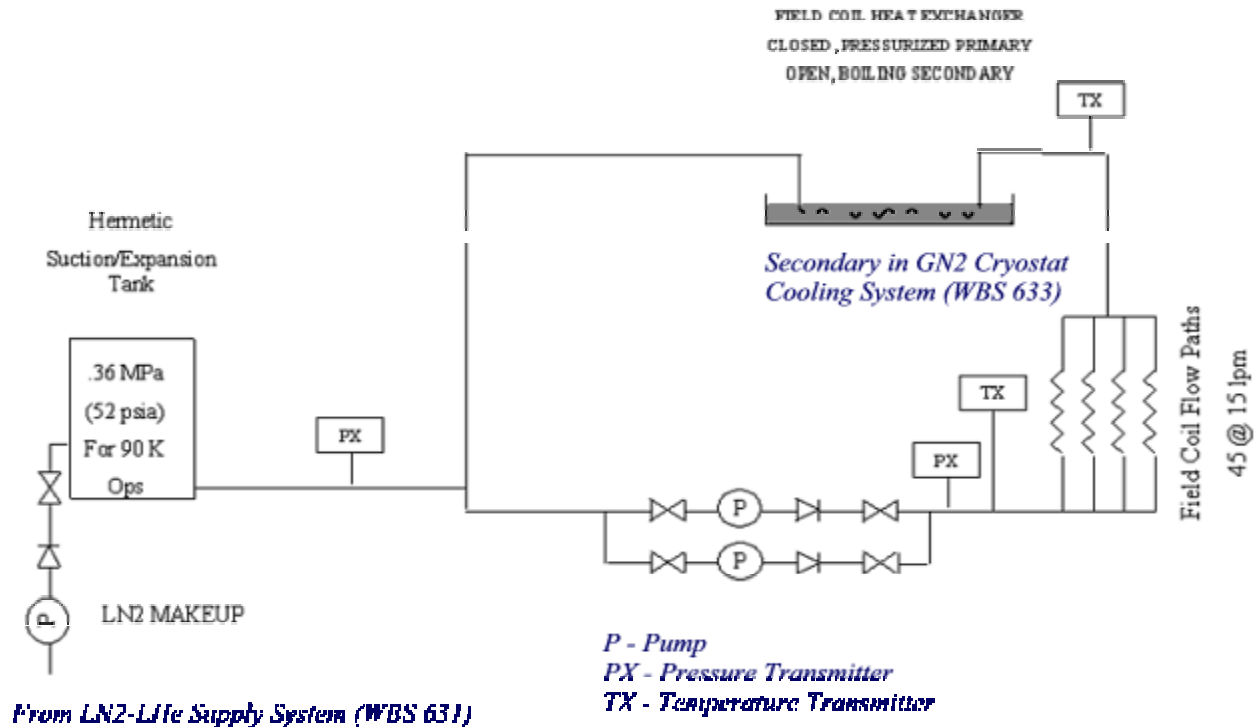 FIELD COIL HEAT EXCHANGER
CLOSED, PRESSURIZED PRIMARY
OPEN, BOILING SECONDARY
TX
Hermetic
Suction/Expansion
Tank
.36 MPa
(52 psia)
For 90 K
Ops
PX
Secondary in GN2 Cryostat
Cooling System (WBS 633)
TX
PX
P
P
Field Coil Flow Paths
45 @ 15 lpm
P
LN2 MAKEUP
P - Pump
PX - Pressure Transmitter
TX - Temperature Transmitter
From LN2-LHe Supply System (WBS 631)